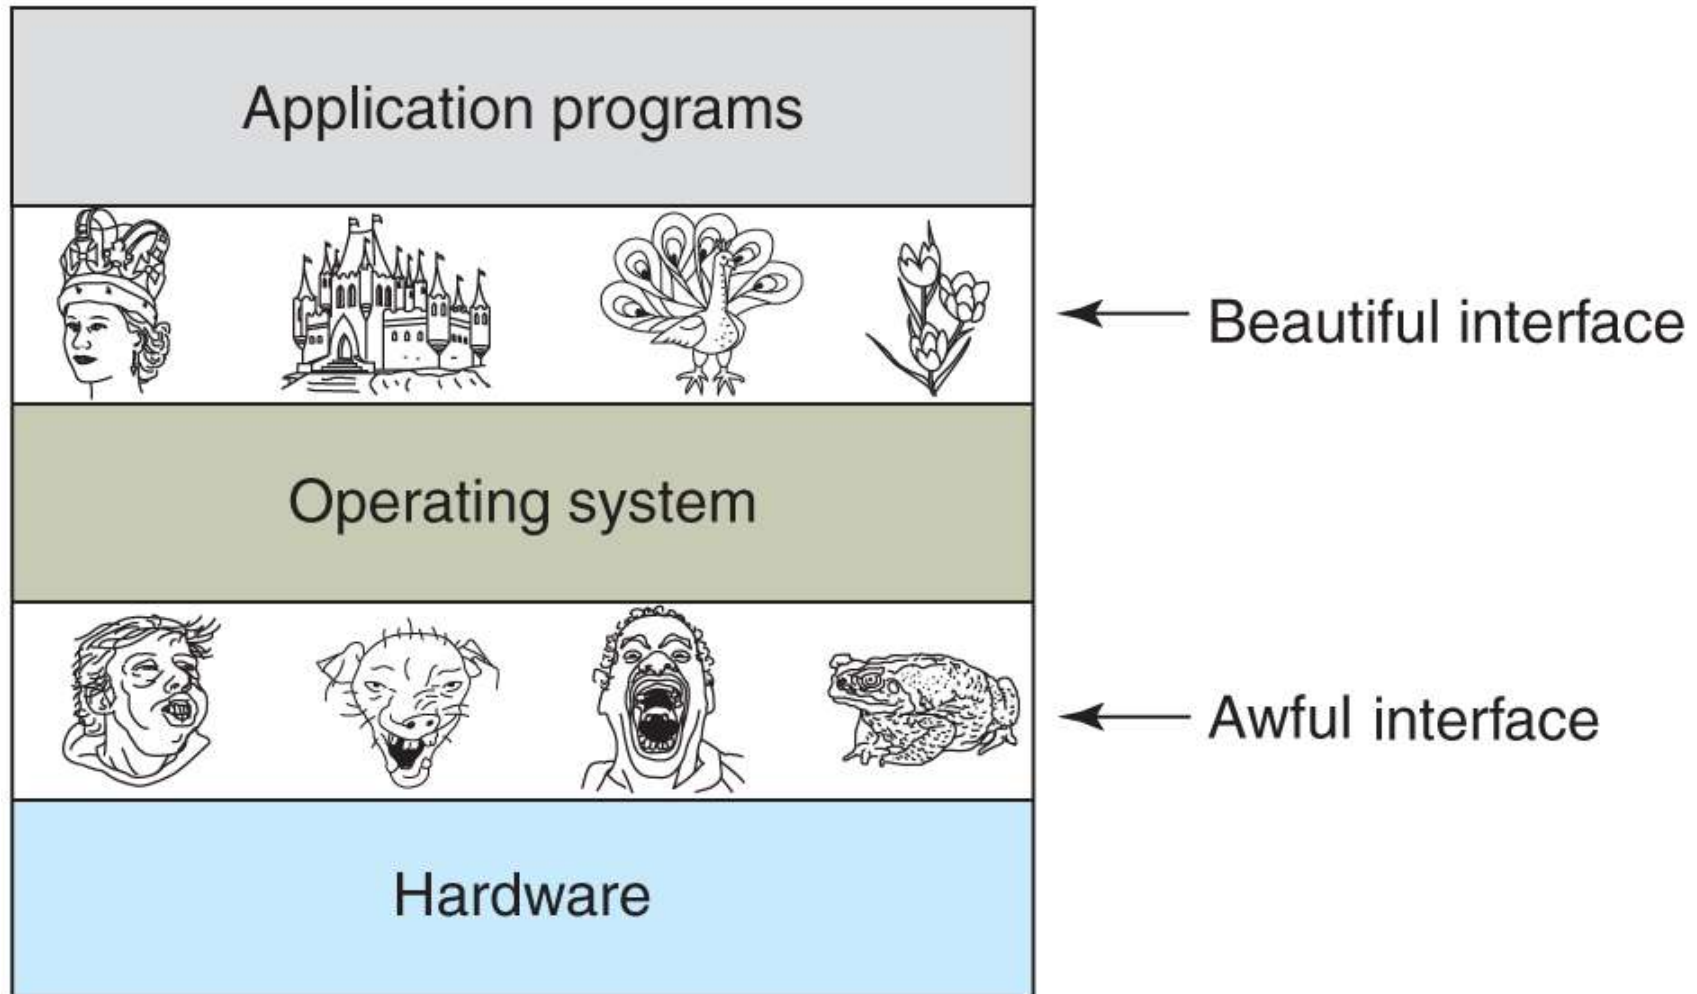 Application programs
Beautiful interface
Operating system
Awful interface
Hardware